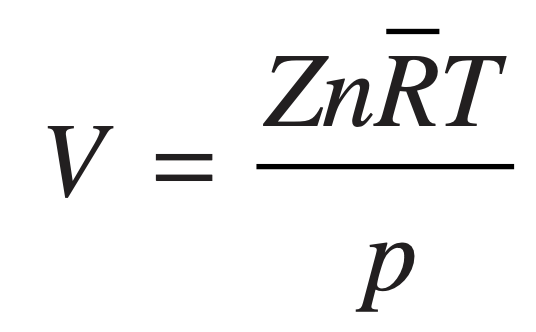 V = ZnR̅T / p